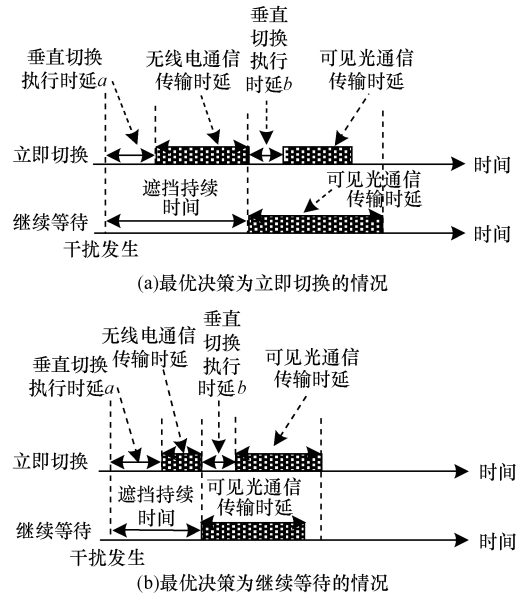 垂直切换
执行时延a
无线电通信
传输时延
垂直
切换
执行
时延b
可见光通信
传输时延
立即切换
时间
遮挡持续
时间
可见光通信
传输时延
继续等待
时间
干扰发生
(a)最优决策为立即切换的情况
垂直切换
执行时延a
无线电通信
传输时延
垂直
切换
执行
时延b
可见光通信
传输时延
立即切换
时间
遮挡持续
时间
可见光通信
传输时延
继续等待
时间
干扰发生
(b)最优决策为继续等待的情况